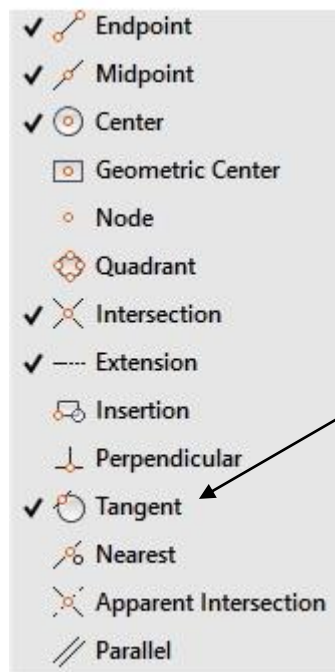 Endpoint
Midpoint
Center
Geometric Center
Node
Quadrant
Intersection
Extension
Insertion
Perpendicular
Tangent
Nearest
Apparent Intersection
Parallel